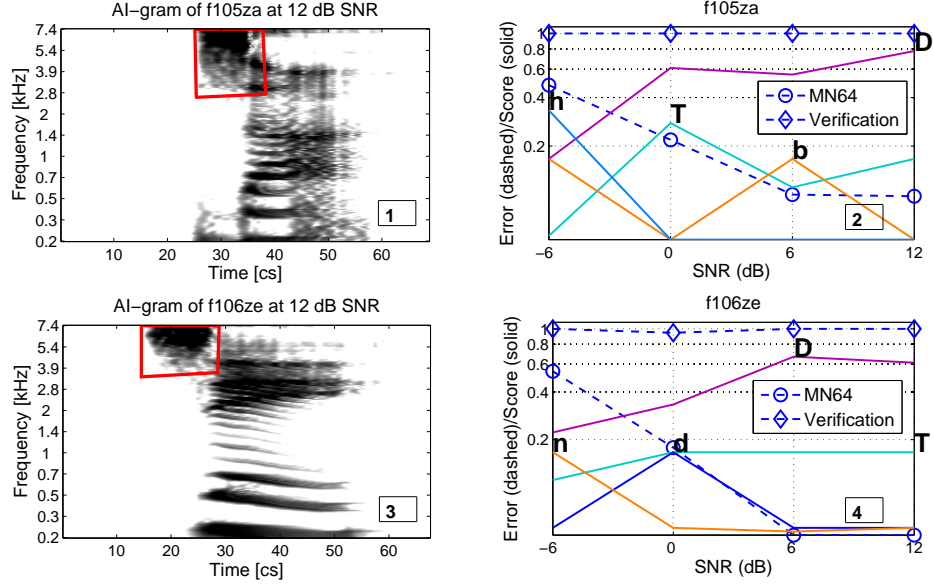 AI−gram of f105za at 12 dB SNR
Frequency [kHz]
7.4
5.4
3.9
2.8
2
1.4
1
0.7
0.5
0.3
0.2
1
10 20 30 40 50 60
Time [cs]
f105za
Error (dashed)/Score (solid)
1
0.8
0.6
0.4
0.2
D
h
T
b
MN64
Verification
2
−6 0 6 12
SNR (dB)
AI−gram of f106ze at 12 dB SNR
Frequency [kHz]
7.4
5.4
3.9
2.8
2
1.4
1
0.7
0.5
0.3
0.2
3
10 20 30 40 50 60
Time [cs]
f106ze
Error (dashed)/Score (solid)
1
0.8
0.6
0.4
0.2
D
MN64
Verification
n
d
T
4
−6 0 6 12
SNR (dB)